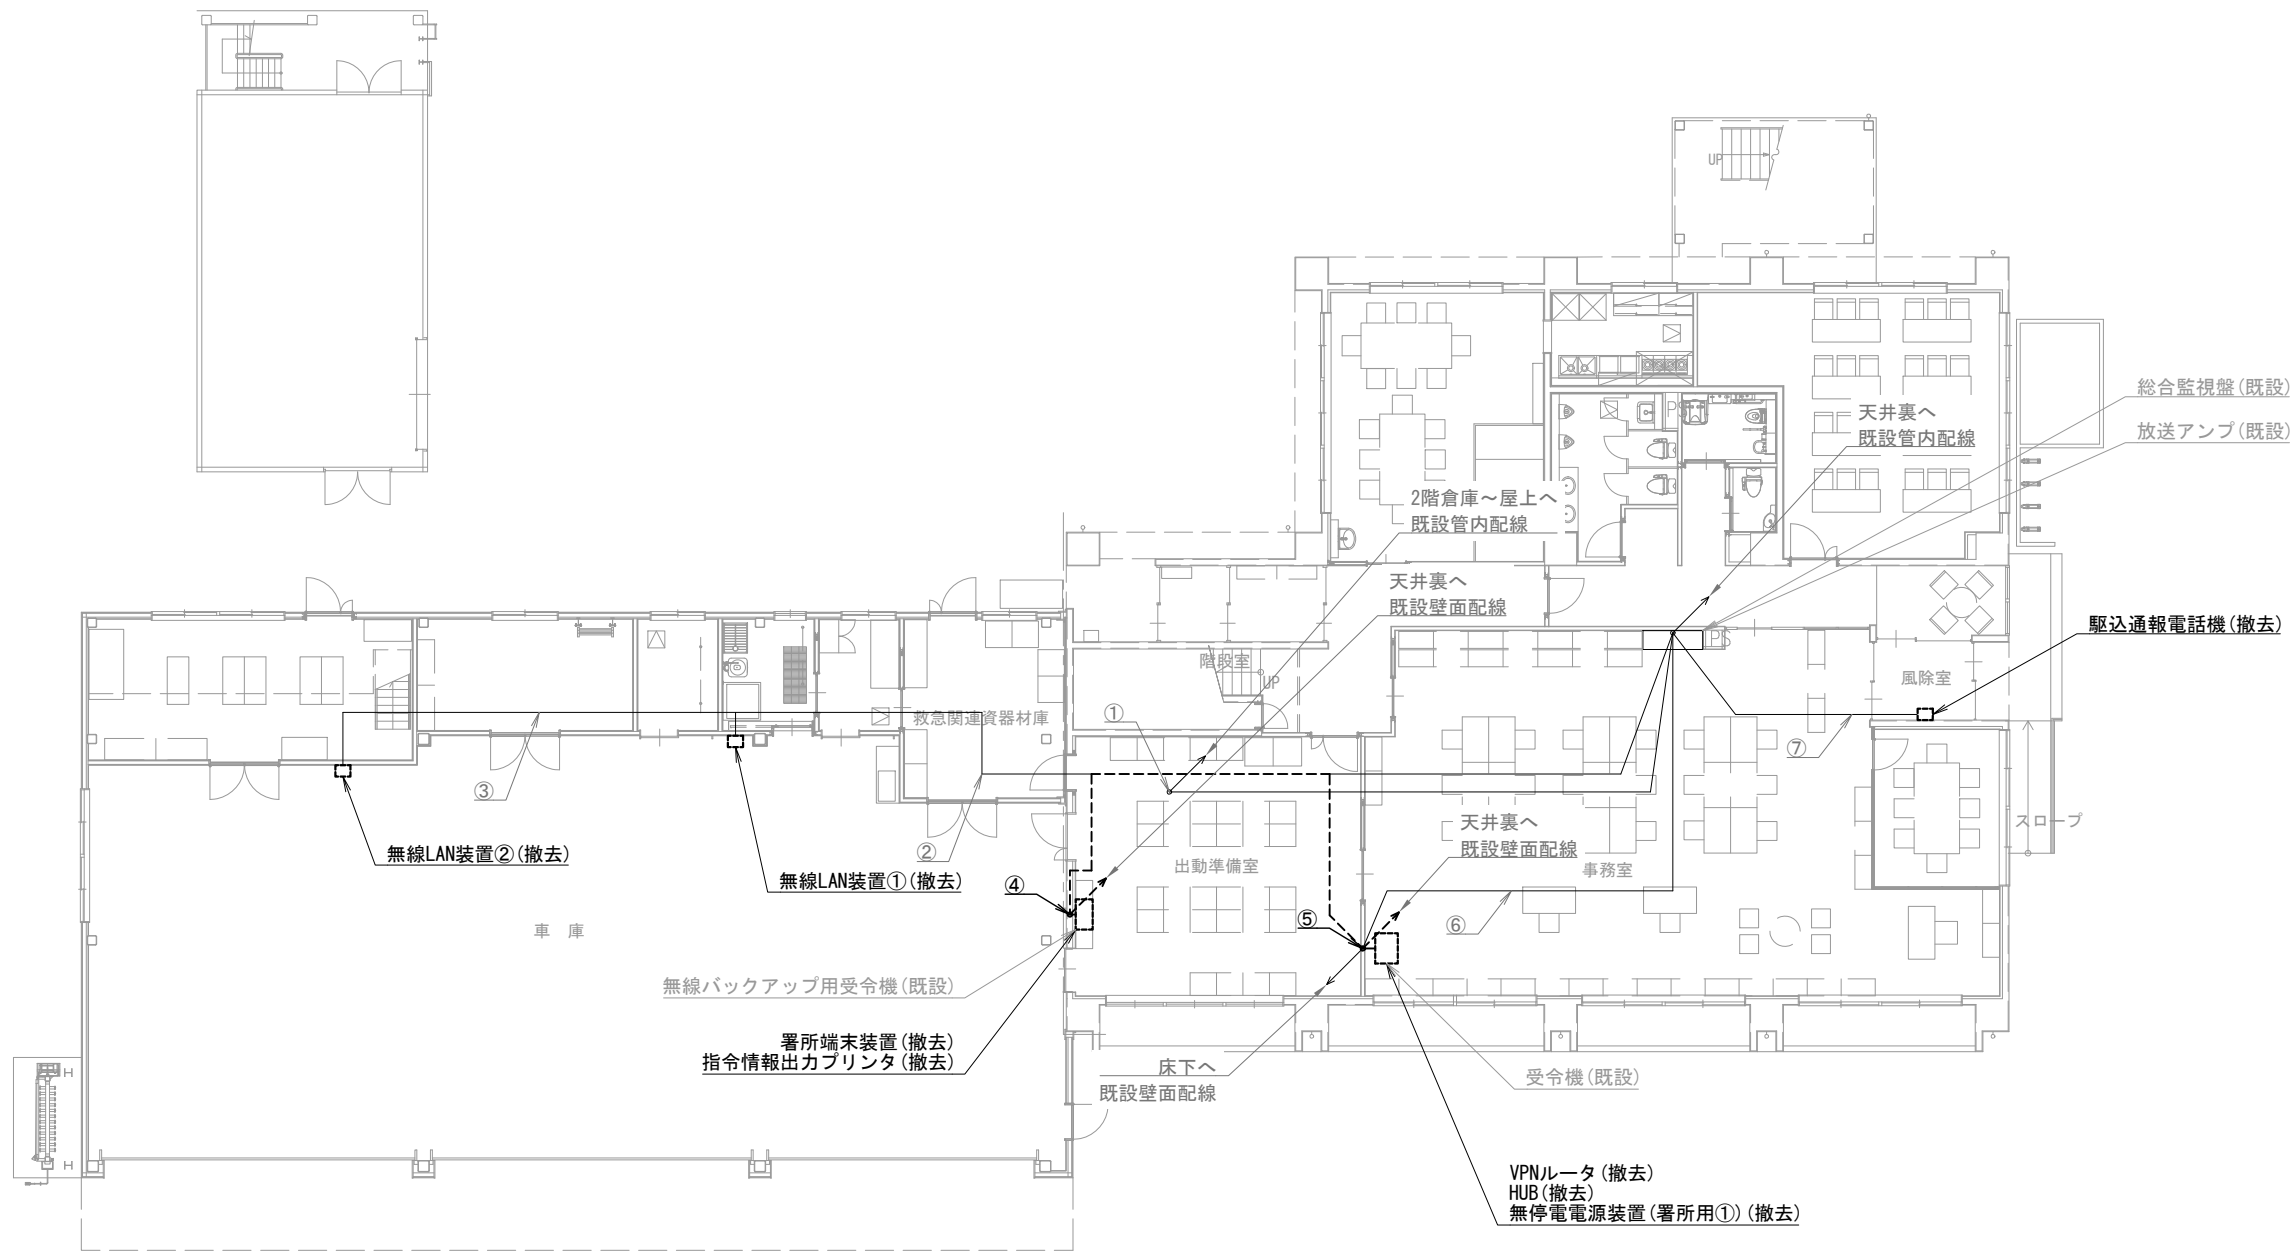 UP
総合監視盤(既設)
天井裏へ
既設管内配線
放送アンプ(既設)
PS
2階倉庫～屋上へ
既設管内配線
天井裏へ
既設壁面配線
駆込通報電話機(撤去)
PS
階段室
UP
風除室
①
救急関連資器材庫
⑦
③
②
天井裏へ
既設壁面配線
スロープ
無線LAN装置②(撤去)
無線LAN装置①(撤去)
出動準備室
事務室
④
⑤
⑥
車 庫
無線バックアップ用受令機(既設)
署所端末装置(撤去)
指令情報出力プリンタ(撤去)
床下へ
既設壁面配線
受令機(既設)
H
H
VPNルータ(撤去)
HUB(撤去)
無停電電源装置(署所用①)(撤去)